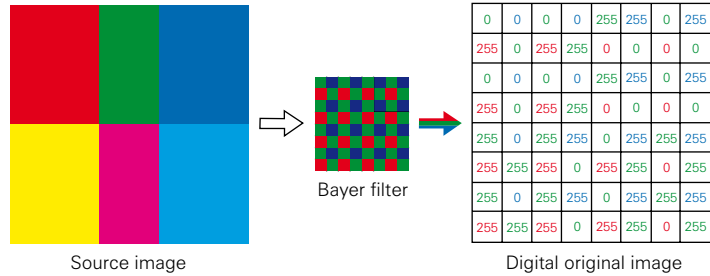 0 0 0 0 255 255 0 255
255 0 255 255 0 0 0 0
0 0 0 0 255 255 0 255
255 0 255 255 0 0 0 0
255 0 255 255 0 255 255 255
255 255 255 0 255 255 0 255
255 0 255 0 0 255 255 255
255 255 255 0 255 255 0 255
Bayer filter
Source image
Digital original image